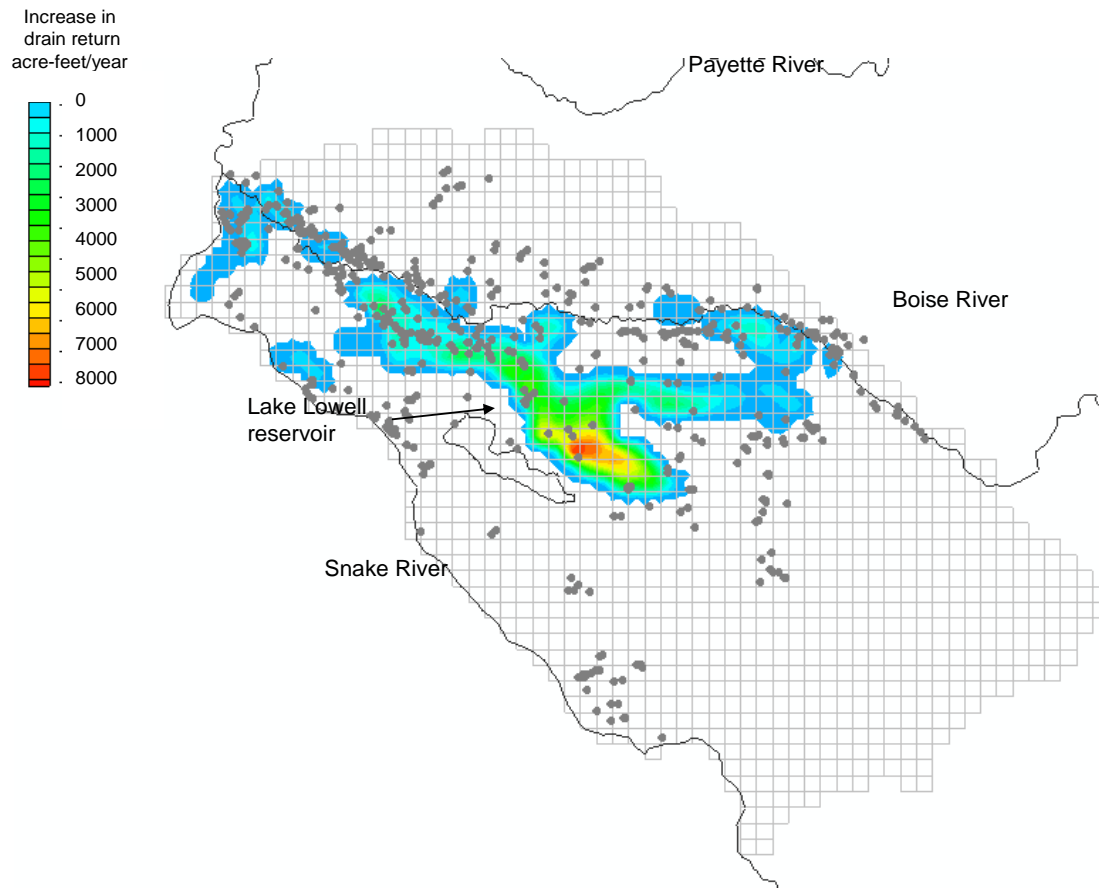 Increase in
drain return
acre-feet/year
. 0
. 1000
. 2000
. 3000
. 4000
. 5000
. 6000
. 7000
. 8000
Payette River
Boise River
Lake Lowell
reservoir
Snake River